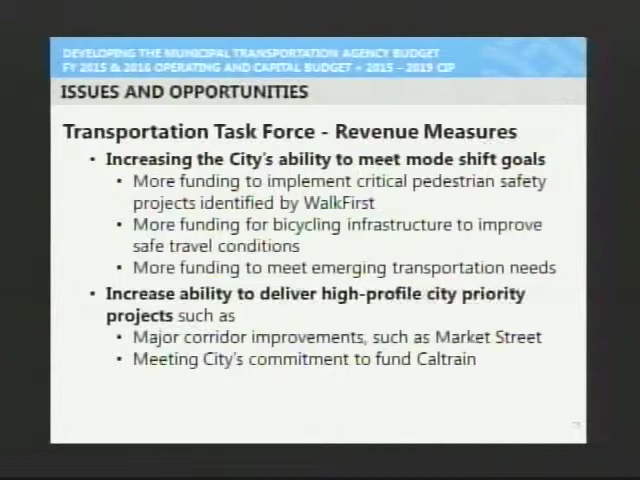 DEVELOPING THE MUNICIPAL TRANSPORTATION AGENCY BUDGET
FY 2015 & 2016 OPERATING AND CAPITAL BUDGET • 2015 – 2019 CIP
ISSUES AND OPPORTUNITIES
Transportation Task Force - Revenue Measures
• Increasing the City's ability to meet mode shift goals
• More funding to implement critical pedestrian safety
projects identified by WalkFirst
• More funding for bicycling infrastructure to improve
safe travel conditions
• More funding to meet emerging transportation needs
• Increase ability to deliver high-profile city priority
projects such as
• Major corridor improvements, such as Market Street
• Meeting City's commitment to fund Caltrain